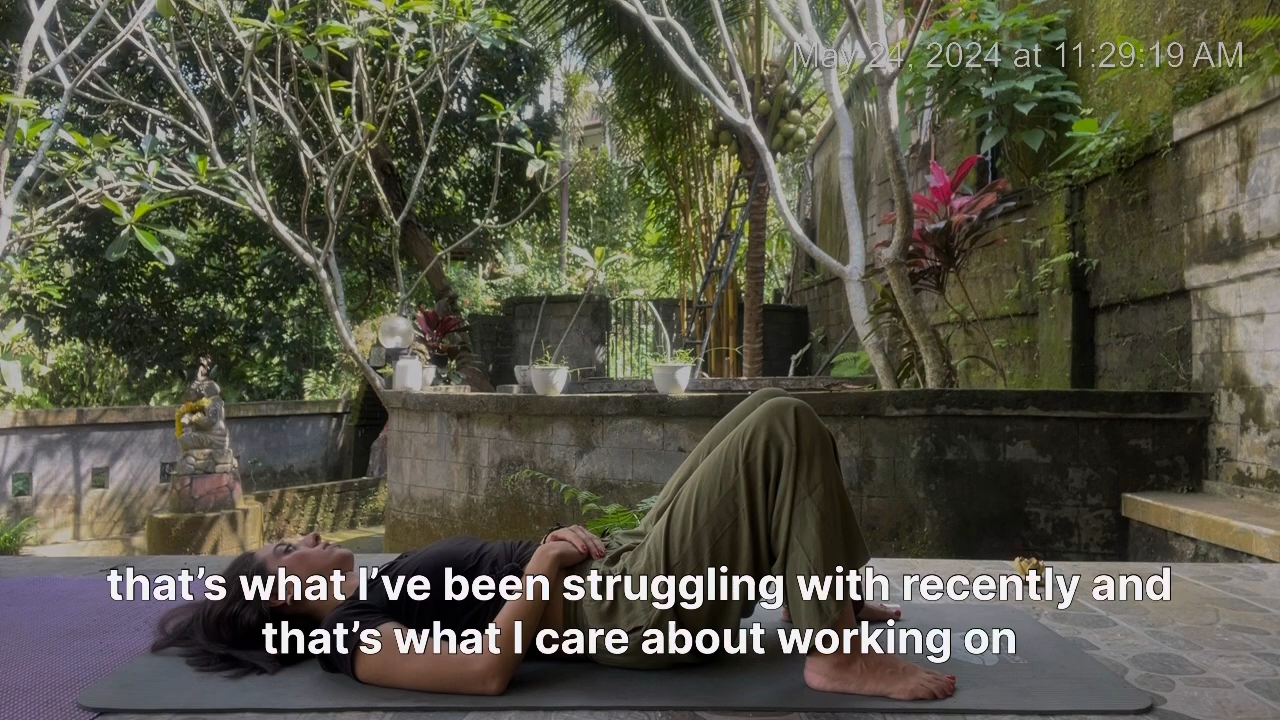 May 24, 2024 at 11:29:19 AM
that’s what I’ve been struggling with recently and
that’s what I care about working on